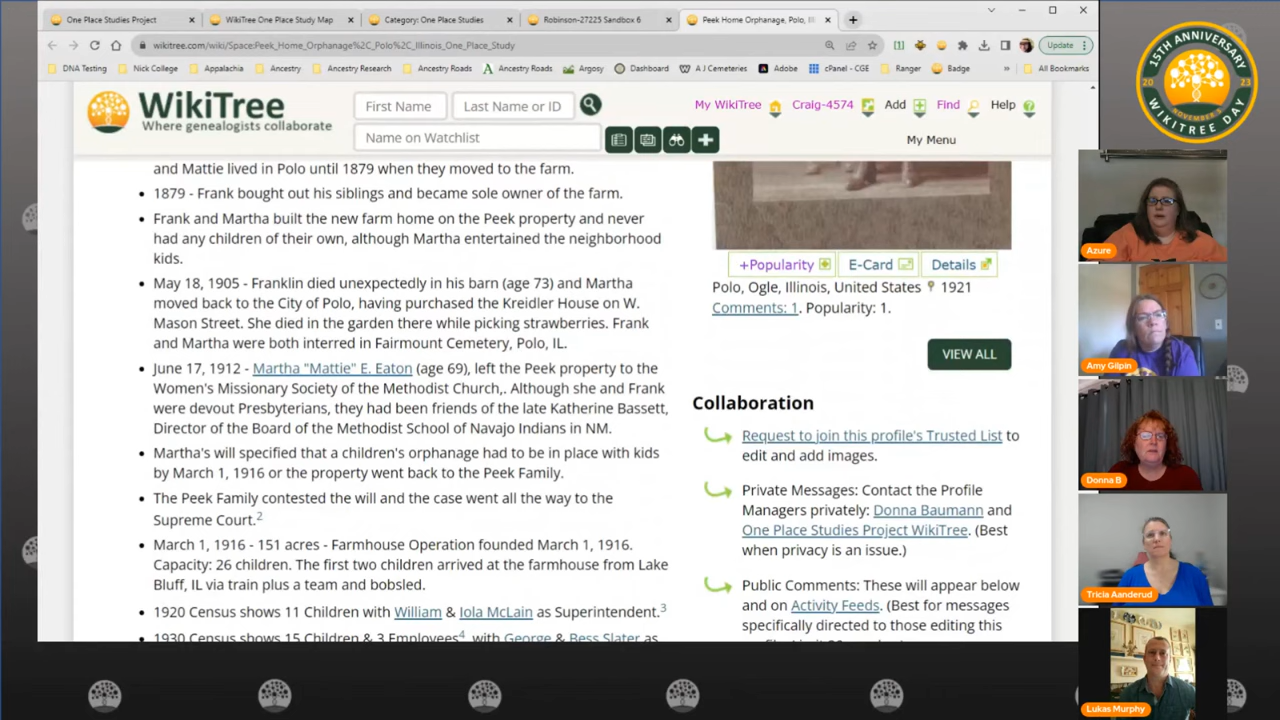 One Place Studies Project
WikiTree One Place Study Map
Category: One Place Studies
Robinson-27225 Sandbox 6
Peek Home Orphanage, Polo, Il
wikitree.com/wiki/Space:Peek_Home_Orphanage%2C_Polo%2C_Illinois_One_Place_Study
Update
DNA Testing
Nick College
Appalachia
Ancestry
Ancestry Research
Ancestry Roads
Ancestry Roads
Argosy
Dashboard
A J Cemeteries
Adobe
cPanel - CGE
Ranger
Badge
»
All Bookmarks
WikiTree
Where genealogists collaborate
First Name
Last Name or ID
Name on Watchlist
My WikiTree
Craig-4574
Add
Find
Help
My Menu
and Mattie lived in Polo until 1879 when they moved to the farm.
• 1879 - Frank bought out his siblings and became sole owner of the farm.
• Frank and Martha built the new farm home on the Peek property and never
had any children of their own, although Martha entertained the neighborhood
kids.
• May 18, 1905 - Franklin died unexpectedly in his barn (age 73) and Martha
moved back to the City of Polo, having purchased the Kreidler House on W.
Mason Street. She died in the garden there while picking strawberries. Frank
and Martha were both interred in Fairmount Cemetery, Polo, IL.
• June 17, 1912 - Martha "Mattie" E. Eaton (age 69), left the Peek property to the
Women's Missionary Society of the Methodist Church,. Although she and Frank
were devout Presbyterians, they had been friends of the late Katherine Bassett,
Director of the Board of the Methodist School of Navajo Indians in NM.
• Martha's will specified that a children's orphanage had to be in place with kids
by March 1, 1916 or the property went back to the Peek Family.
• The Peek Family contested the will and the case went all the way to the
Supreme Court.2
• March 1, 1916 - 151 acres - Farmhouse Operation founded March 1, 1916.
Capacity: 26 children. The first two children arrived at the farmhouse from Lake
Bluff, IL via train plus a team and bobsled.
• 1920 Census shows 11 Children with William & Iola McLain as Superintendent.3
• 1930 Census shows 15 Children & 3 Employees4 with George & Bess Slater as
+Popularity
E-Card
Details
Polo, Ogle, Illinois, United States 1921
Comments: 1. Popularity: 1.
VIEW ALL
Collaboration
Request to join this profile's Trusted List to
edit and add images.
Private Messages: Contact the Profile
Managers privately: Donna Baumann and
One Place Studies Project WikiTree. (Best
when privacy is an issue.)
Public Comments: These will appear below
and on Activity Feeds. (Best for messages
specifically directed to those editing this
15TH ANNIVERSARY
20 23
NOVEMBER 5
WIKITREE DAY
Azure
Amy Gilpin
Donna B
Tricia Aanderud
Lukas Murphy